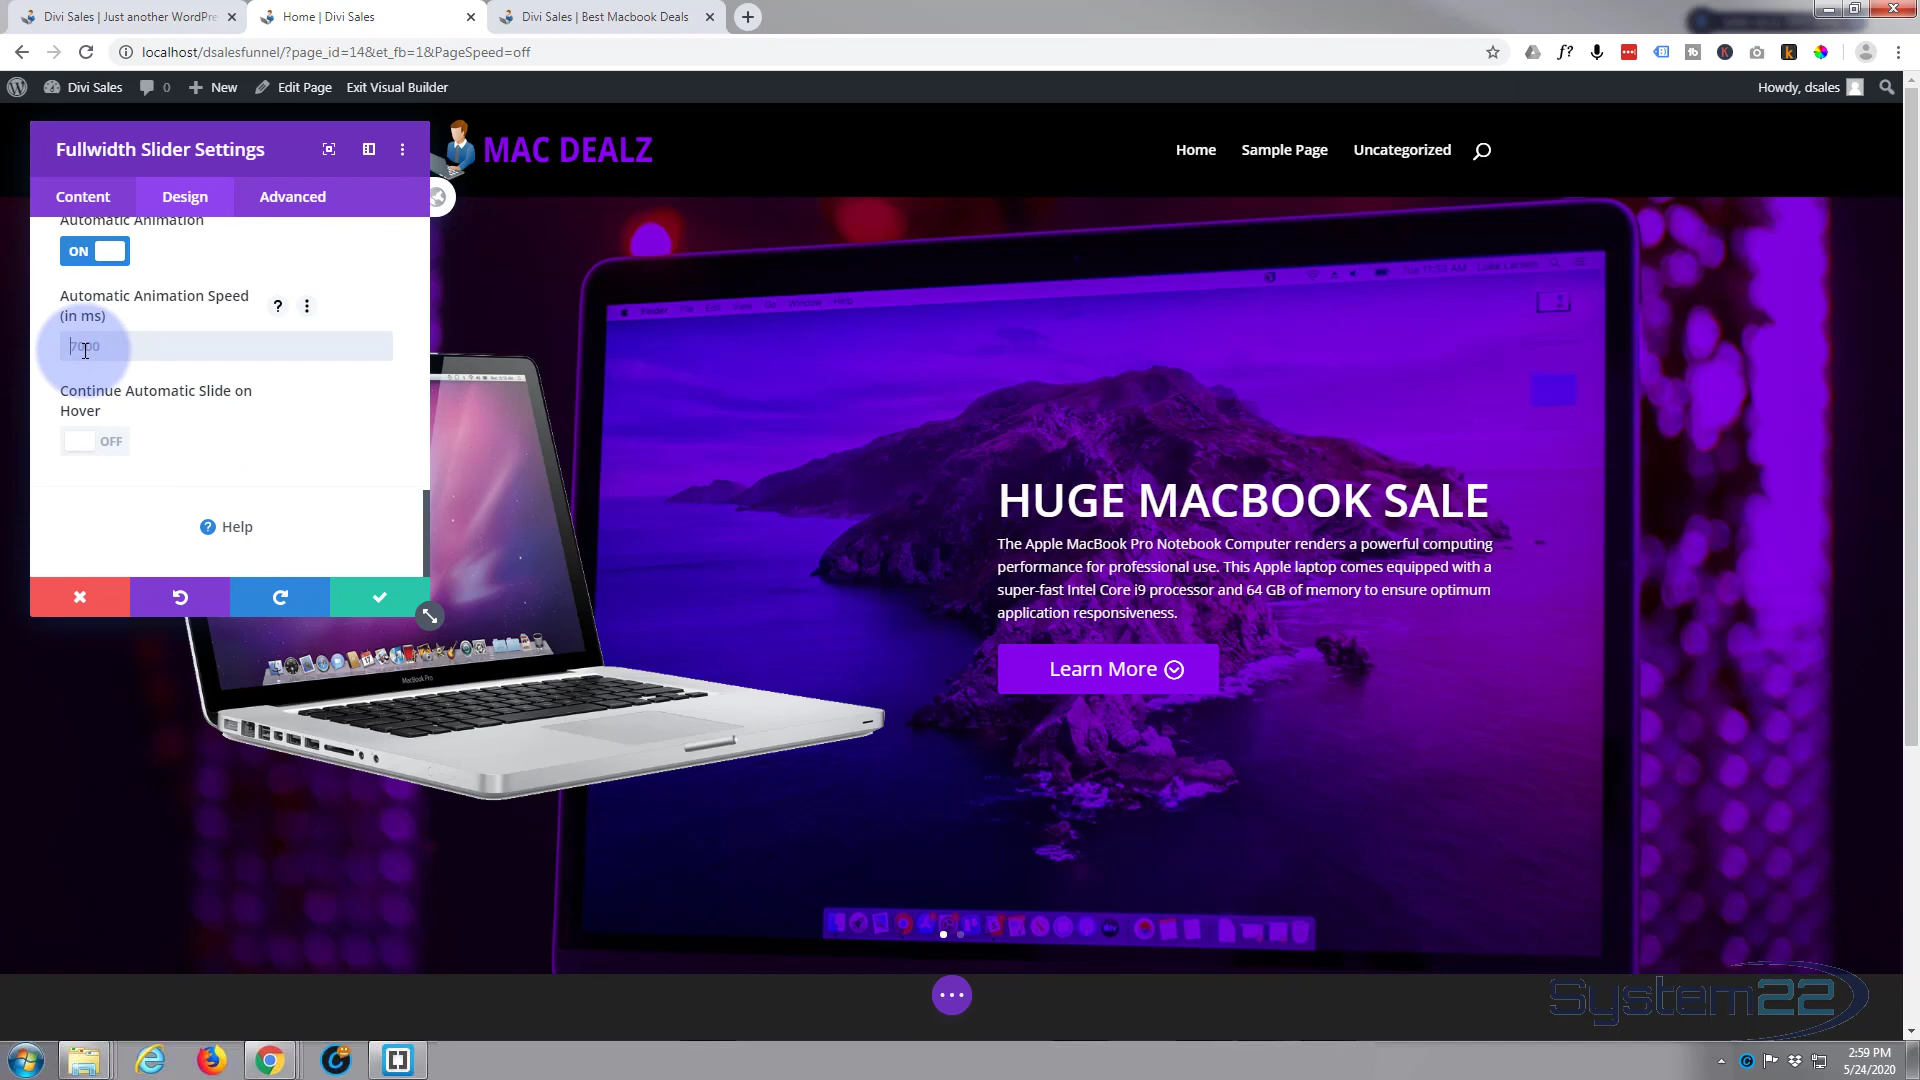 Divi Sales | Just another WordPre
Home | Divi Sales
Divi Sales | Best Macbook Deals
localhost/dsalesfunnel/?page_id=14&et_fb=1&PageSpeed=off
Divi Sales
0
New
Edit Page
Exit Visual Builder
Howdy, dsales
Fullwidth Slider Settings
MAC DEALZ
Home
Sample Page
Uncategorized
Content
Design
Advanced
Automatic Animation
ON
Automatic Animation Speed
(in ms)
7000
Continue Automatic Slide on
Hover
OFF
Help
HUGE MACBOOK SALE
The Apple MacBook Pro Notebook Computer renders a powerful computing
performance for professional use. This Apple laptop comes equipped with a
super-fast Intel Core i9 processor and 64 GB of memory to ensure optimum
application responsiveness.
Learn More
MacBook Pro
System22
2:59 PM
5/24/2020